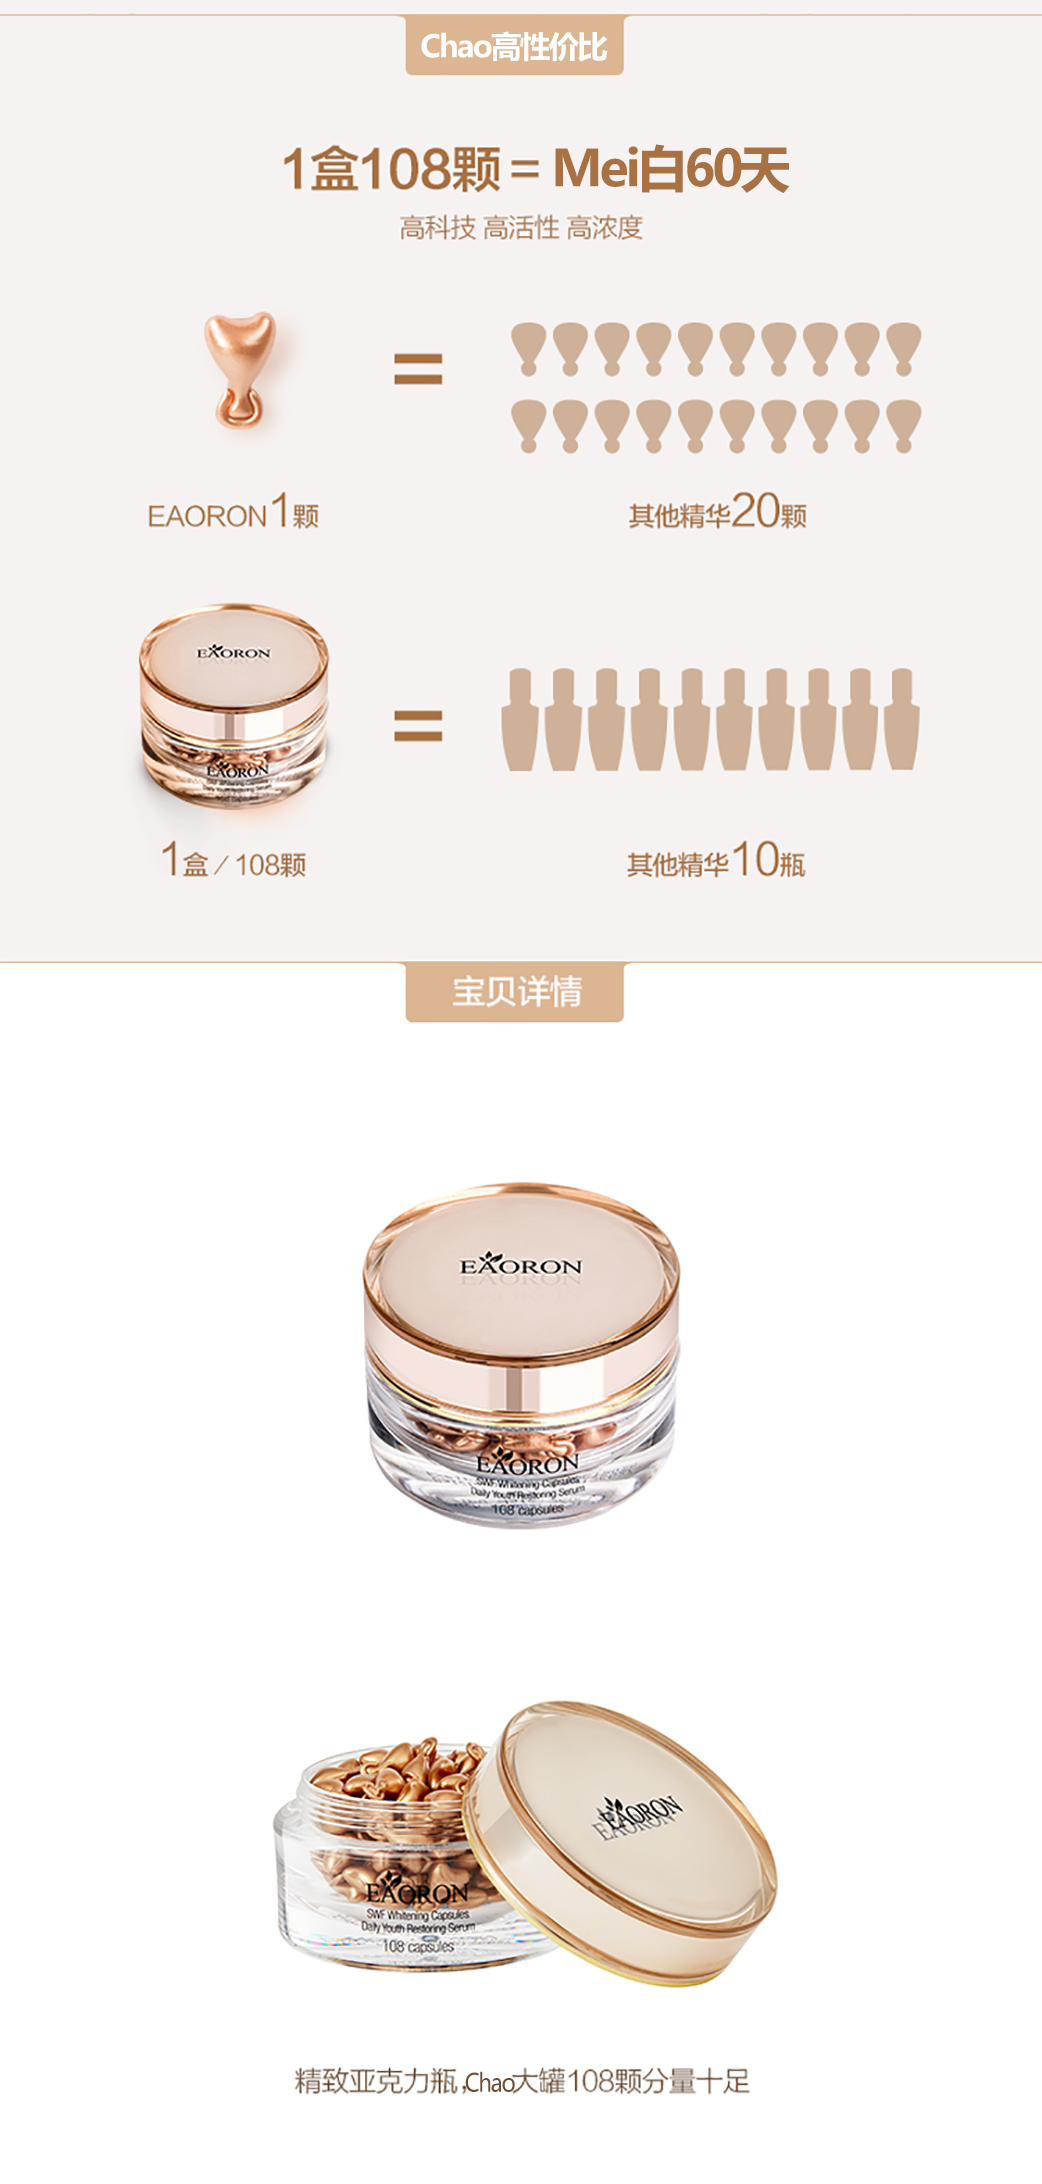 Chao高性价比
1盒108颗 = Mei白60天
高科技 高活性 高浓度
=
EAORON 1颗
其他精华20颗
EAORON
EAORON
=
1盒 / 108颗
其他精华10瓶
宝贝详情
EAORON
EAORON
SWF Whitening Capsules
Daily Youth Restoring Serum
108 capsules
EAORON
EAORON
SWF Whitening Capsules
Daily Youth Restoring Serum
108 capsules
精致亚克力瓶,Chao大罐108颗分量十足